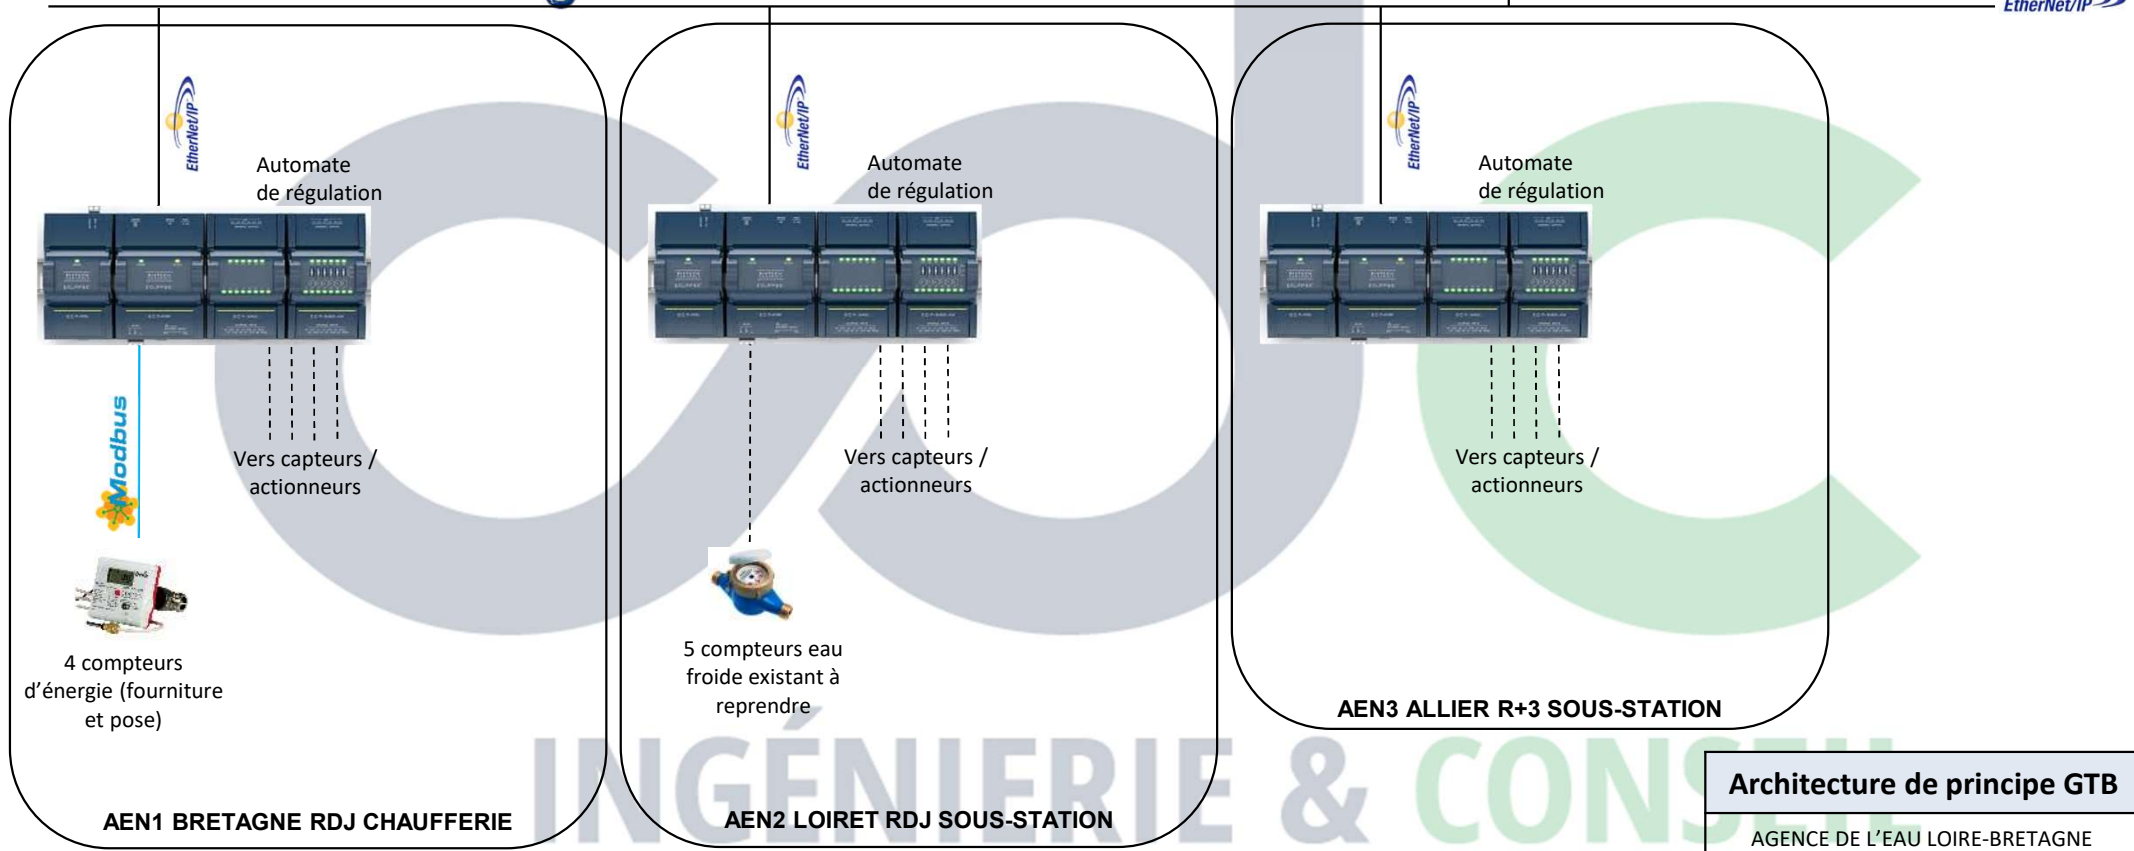 EtherNet/IP
EtherNet/IP
Automate
de régulation
Modbus
Vers capteurs /
actionneurs
4 compteurs
d’énergie (fourniture
et pose)
AEN1 BRETAGNE RDJ CHAUFFERIE
EtherNet/IP
Automate
de régulation
Vers capteurs /
actionneurs
5 compteurs eau
froide existant à
reprendre
AEN2 LOIRET RDJ SOUS-STATION
EtherNet/IP
Automate
de régulation
Vers capteurs /
actionneurs
AEN3 ALLIER R+3 SOUS-STATION
INGÉNIERIE & CONSEIL
Architecture de principe GTB
AGENCE DE L’EAU LOIRE-BRETAGNE